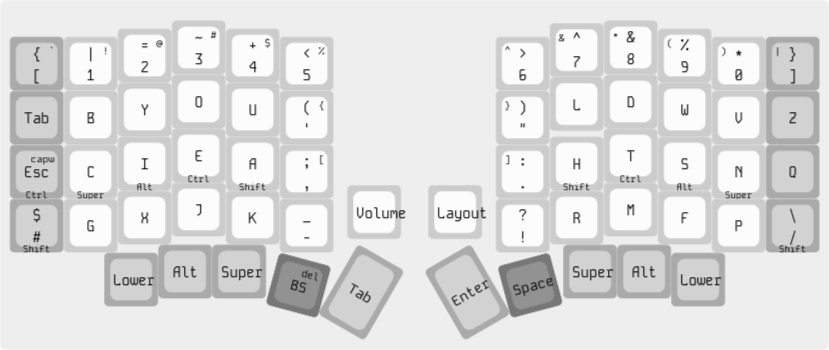 { ` | ! = @ ~ # + $ < % ^ > & ^ * & ( % ) * | }
[ 1 2 3 4 5 6 7 8 9 0 ]
Tab B Y O U ( { } ) L D W V Z
' "
capw
Esc C I E A ; [ ] : H T S N Q
, .
Ctrl Super Alt Ctrl Shift Shift Ctrl Alt Super
$ G X J K _ Volume Layout ? R M F P \
# - ! /
Shift Shift
Lower Alt Super del BS Tab Enter Space Super Alt Lower